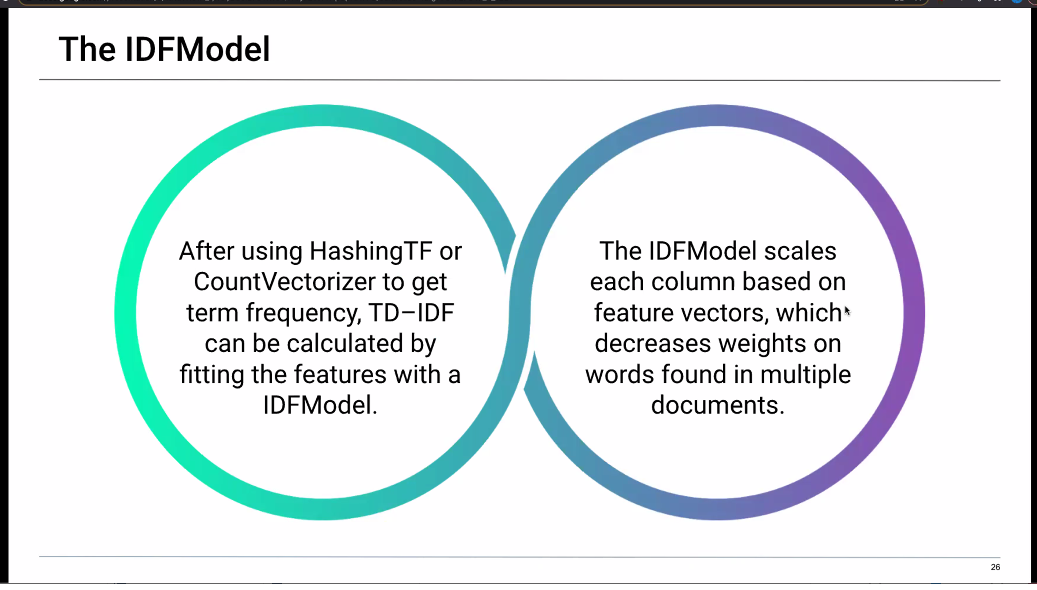 The IDFModel
After using HashingTF or
CountVectorizer to get
term frequency, TD–IDF
can be calculated by
fitting the features with a
IDFModel.
The IDFModel scales
each column based on
feature vectors, which
decreases weights on
words found in multiple
documents.
26